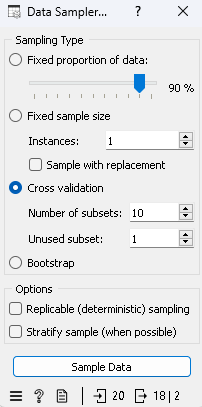 Data Sampler...
Sampling Type
Fixed proportion of data:
90 %
Fixed sample size
Instances: 1
Sample with replacement
Cross validation
Number of subsets: 10
Unused subset: 1
Bootstrap
Options
Replicable (deterministic) sampling
Stratify sample (when possible)
Sample Data
? 20 18 | 2